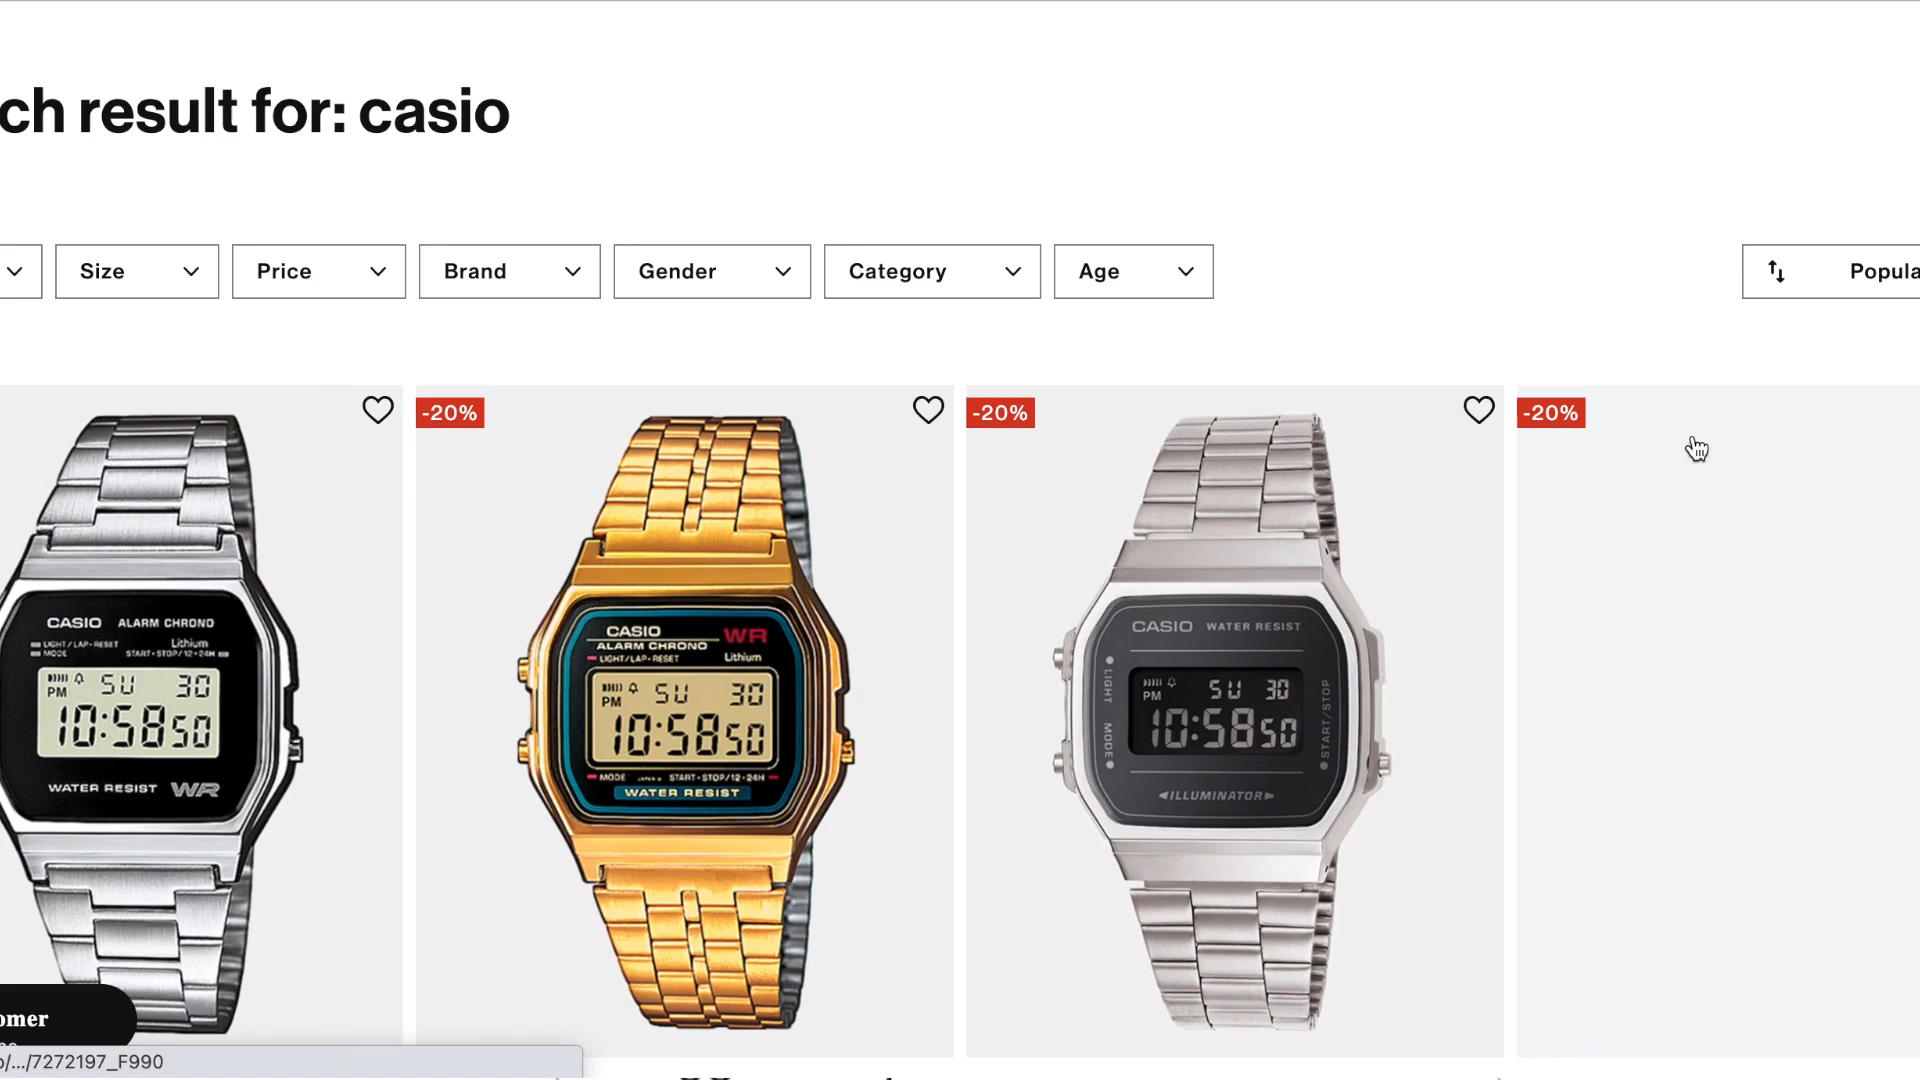 ch result for: casio
Size
Price
Brand
Gender
Category
Age
Popula
-20%
-20%
-20%
CASIO ALARM CHRONO
LIGHT/LAP•RESET
MODE
Lithium
START•STOP/12•24H
PM SU 30
10:58 50
WATER RESIST WR
CASIO WR
ALARM CHRONO
LIGHT/LAP•RESET Lithium
PM SU 30
10:58 50
MODE START•STOP/12•24H
WATER RESIST
CASIO WATER RESIST
LIGHT
MODE
START/STOP
PM SU 30
10:58 50
ILLUMINATOR
omer
o/.../7272197_F990